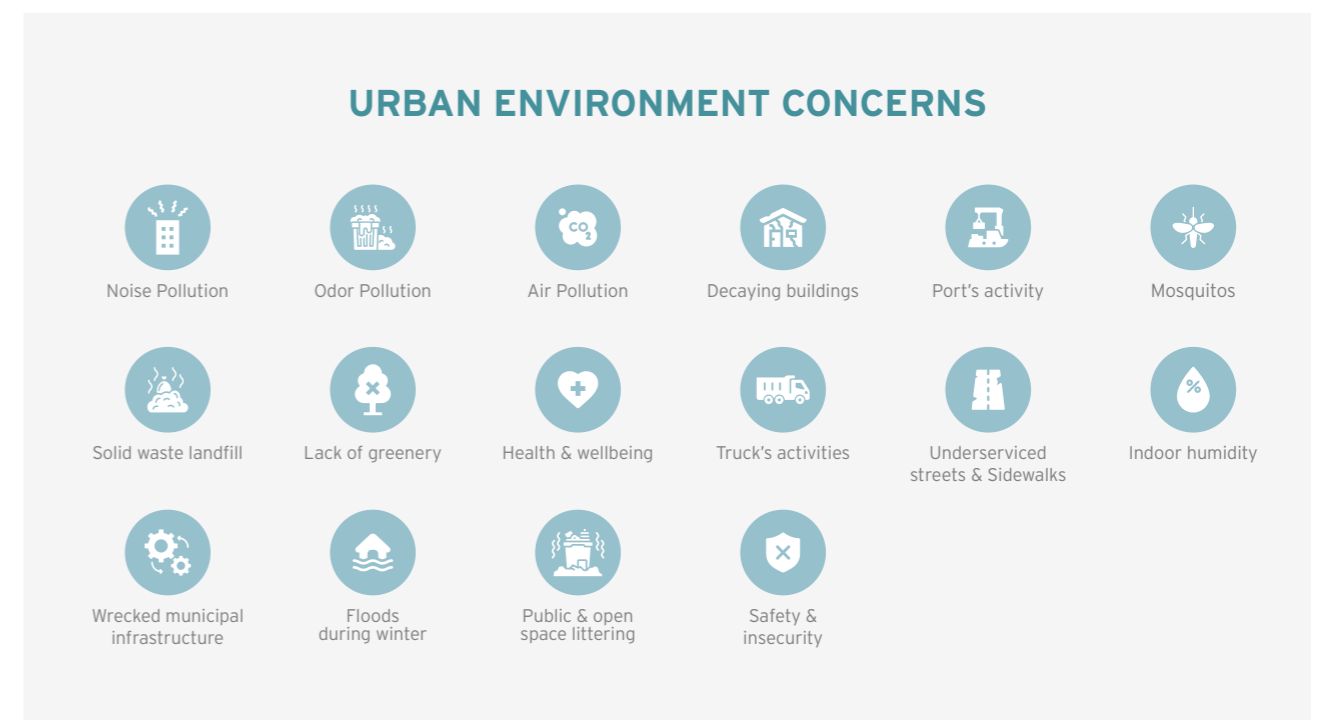 URBAN ENVIRONMENT CONCERNS
CO2
Noise Pollution
Odor Pollution
Air Pollution
Decaying buildings
Port's activity
Mosquitos
%
Solid waste landfill
Lack of greenery
Health & wellbeing
Truck's activities
Underserviced
streets & Sidewalks
Indoor humidity
Wrecked municipal
infrastructure
Floods
during winter
Public & open
space littering
Safety &
insecurity